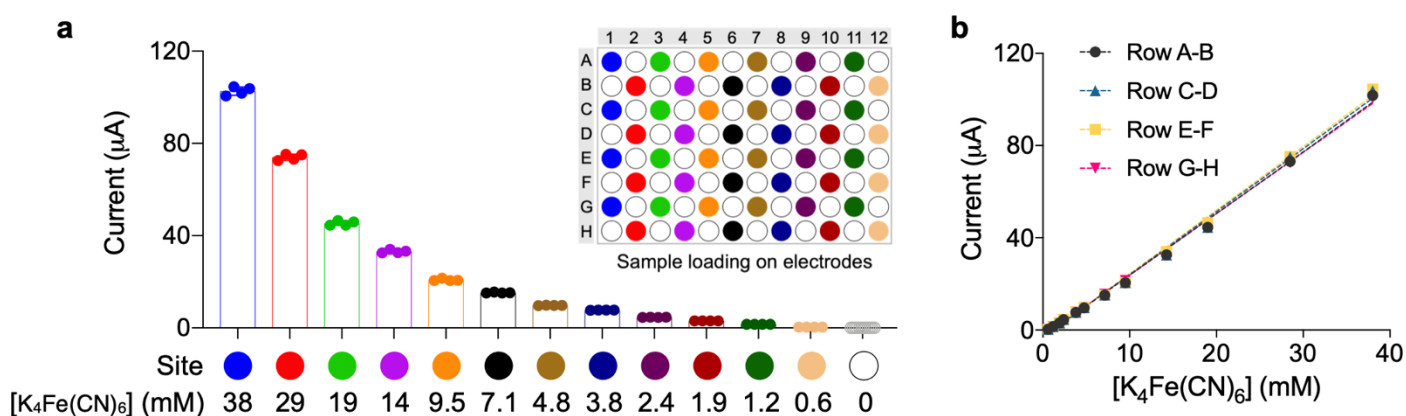 a
Current (µA)
120
80
40
0
Site
[K₄Fe(CN)₆] (mM) 38 29 19 14 9.5 7.1 4.8 3.8 2.4 1.9 1.2 0.6 0
1 2 3 4 5 6 7 8 9 10 11 12
A
B
C
D
E
F
G
H
Sample loading on electrodes
b
Current (µA)
120
80
40
0
Row A-B
Row C-D
Row E-F
Row G-H
0 10 20 30 40
[K₄Fe(CN)₆] (mM)